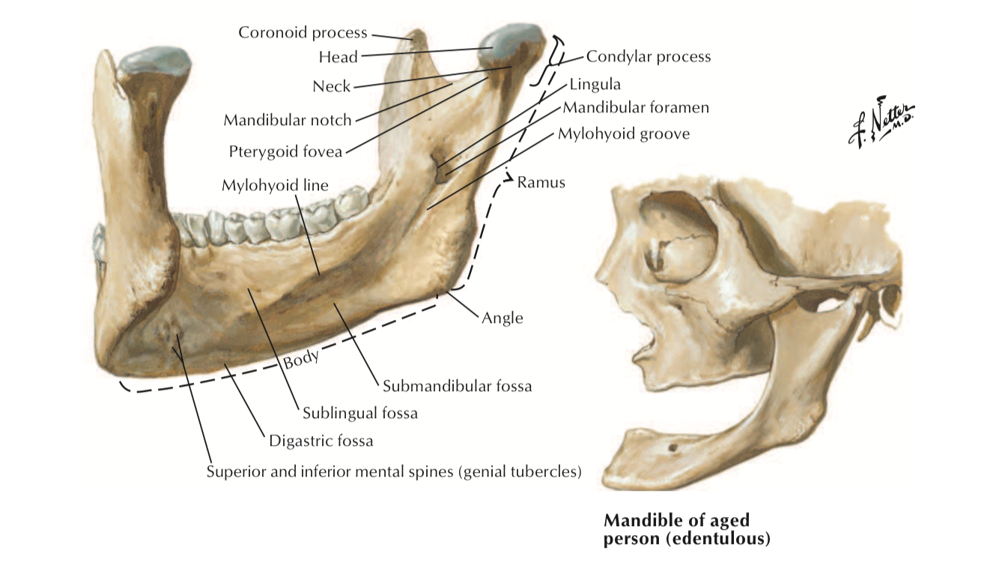 Coronoid process
Head
Neck
Mandibular notch
Pterygoid fovea
Mylohyoid line
Condylar process
Lingula
Mandibular foramen
Mylohyoid groove
Ramus
Angle
Body
Submandibular fossa
Sublingual fossa
Digastric fossa
Superior and inferior mental spines (genial tubercles)
F. Netter
M.D.
Mandible of aged
person (edentulous)